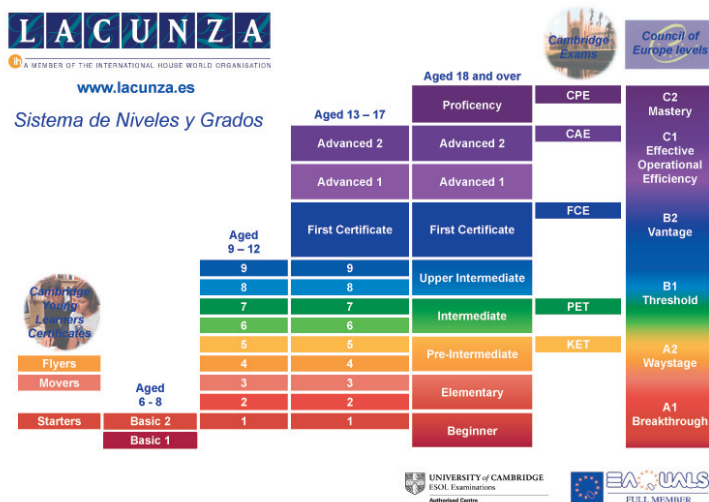 LACUNZA
ih A MEMBER OF THE INTERNATIONAL HOUSE WORLD ORGANISATION
www.lacunza.es
Sistema de Niveles y Grados
Cambridge
Exams
Council of
Europe levels
Aged 18 and over
Aged 13 – 17
Aged
9 – 12
Aged
6 - 8
Cambridge
Young
Learners
Certificates
Proficency CPE C2
Mastery
Advanced 2 Advanced 2 CAE C1
Effective
Operational
Efficiency
Advanced 1 Advanced 1
First Certificate First Certificate FCE B2
Vantage
9 9 Upper Intermediate
8 8 B1
Threshold
7 7 Intermediate PET
6 6
5 5 Pre-Intermediate KET A2
Waystage
Flyers 4 4
Movers 3 3 Elementary
2 2 A1
Breakthrough
Starters Basic 2 1 1 Beginner
Basic 1
UNIVERSITY of CAMBRIDGE
ESOL Examinations
Authorised Centre
EAQUALS
FULL MEMBER